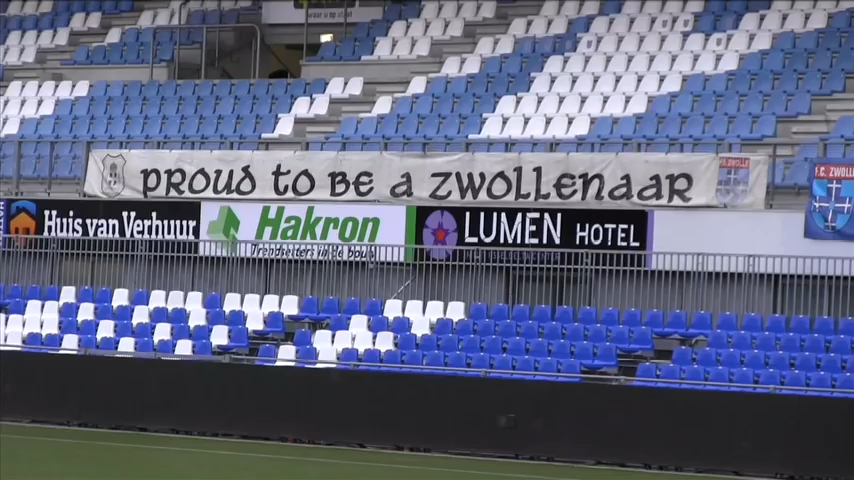 PROUD TO BE A ZWOLLENAAR
F.C. ZWOLLE
Huis van Verhuur
Hakron
Trendsetters in de bouw
LUMEN HOTEL